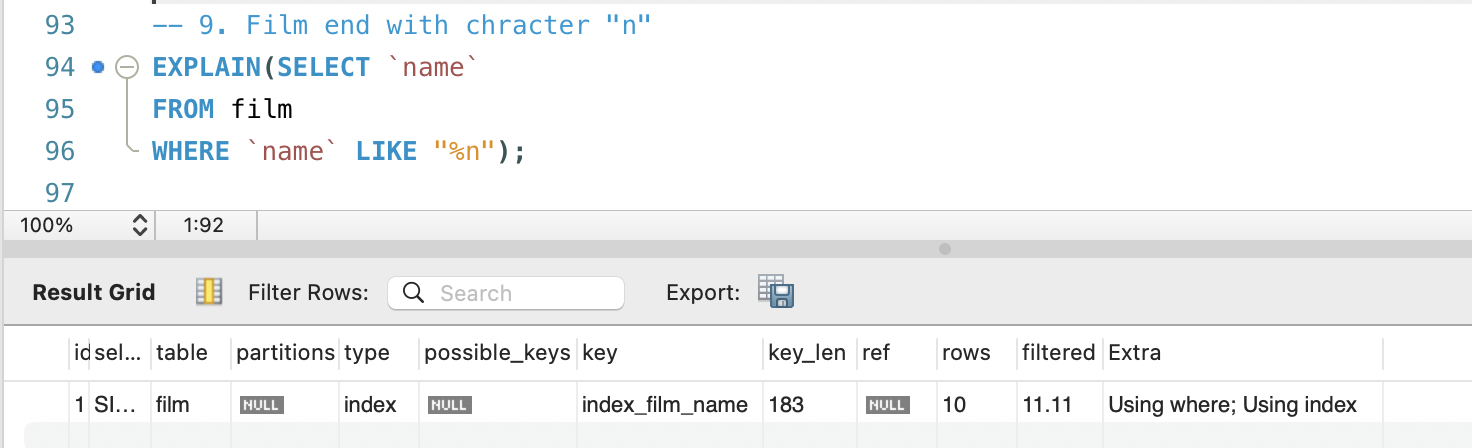 93 -- 9. Film end with chracter "n"
94 EXPLAIN(SELECT `name`
95 FROM film
96 WHERE `name` LIKE "%n");
97
100% 1:92
Result Grid Filter Rows: Search Export:
id sel... table partitions type possible_keys key key_len ref rows filtered Extra
1 SI... film NULL index NULL index_film_name 183 NULL 10 11.11 Using where; Using index